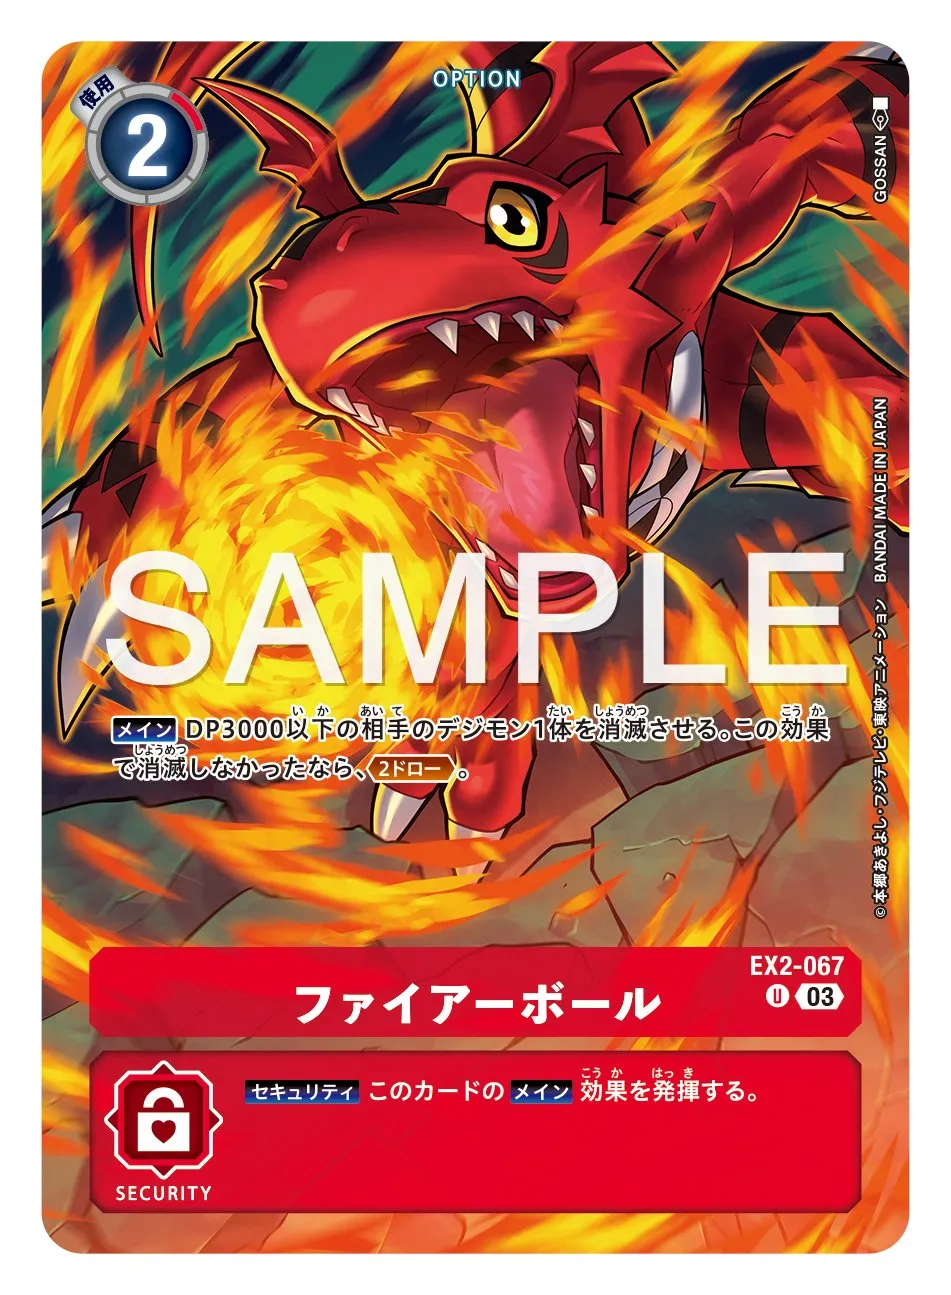 OPTION
使用
2
GOSSAN
BANDAI MADE IN JAPAN
©本郷あきよし・フジテレビ・東映アニメーション
SAMPLE
メイン DP3000以下の相手のデジモン1体を消滅させる。この効果
で消滅しなかったなら、2ドロー。
EX2-067
U 03
ファイアーボール
セキュリティ このカードの メイン 効果を発揮する。
SECURITY